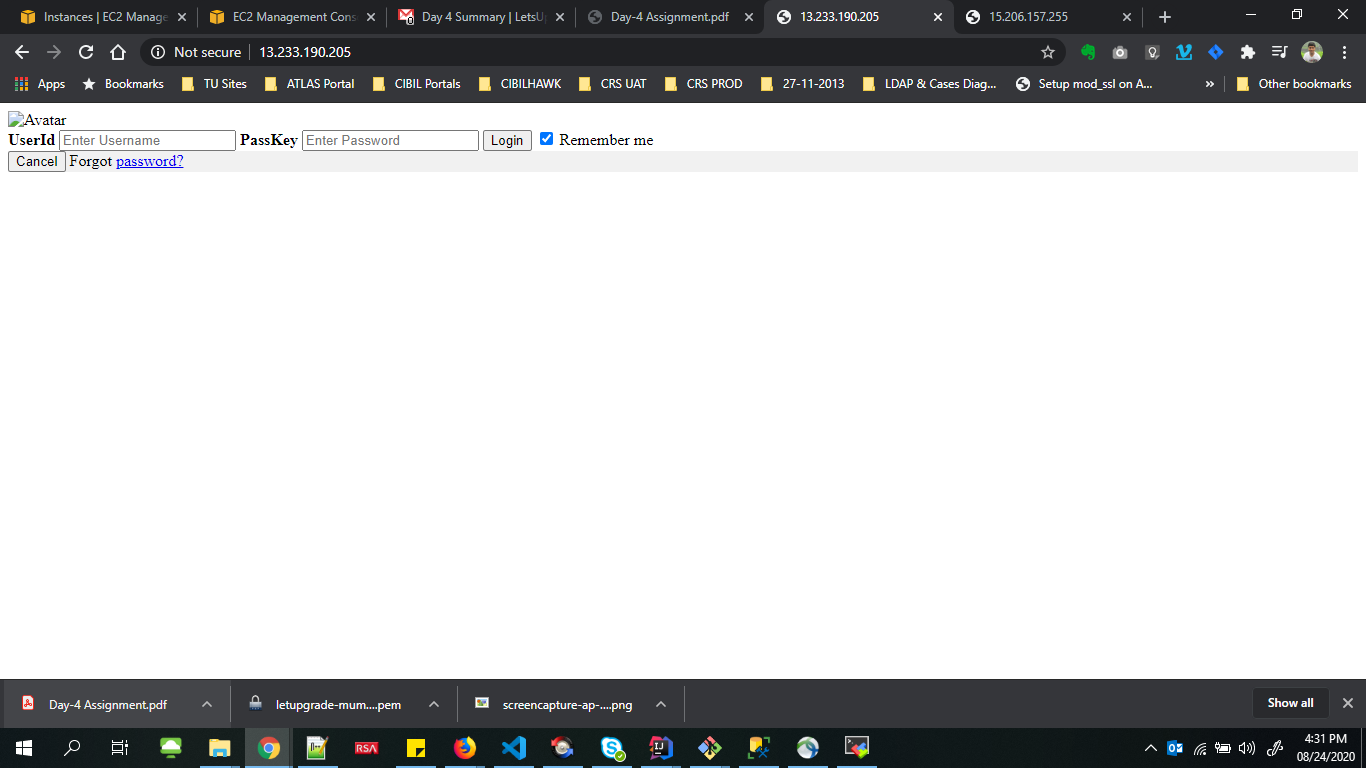 Instances | EC2 Manage
EC2 Management Cons
Day 4 Summary | LetsU
Day-4 Assignment.pdf
13.233.190.205
15.206.157.255
Not secure
13.233.190.205
Apps
Bookmarks
TU Sites
ATLAS Portal
CIBIL Portals
CIBILHAWK
CRS UAT
CRS PROD
27-11-2013
LDAP & Cases Diag...
Setup mod_ssl on A...
»
Other bookmarks
Avatar
UserId Enter Username PassKey Enter Password Login Remember me
Cancel Forgot password?
Day-4 Assignment.pdf
letupgrade-mum....pem
screencapture-ap-....png
Show all
RSA
4:31 PM
08/24/2020